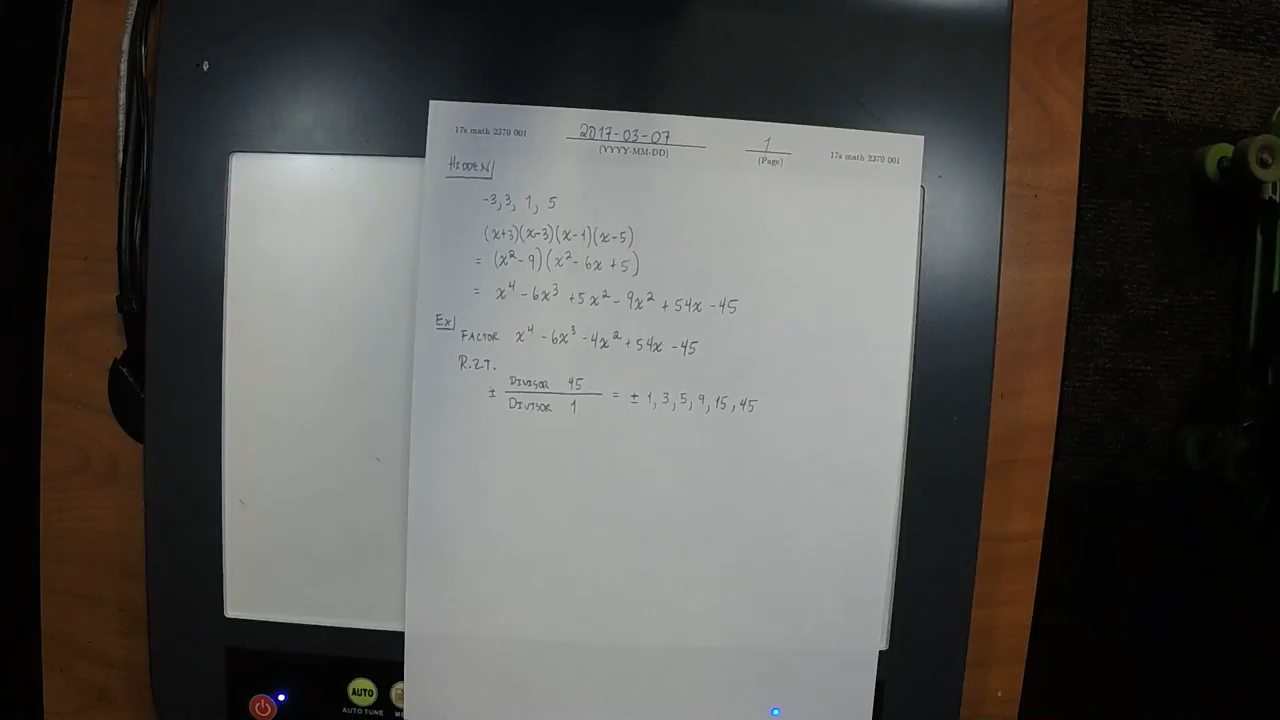 17s math 2370 001 2017-03-07 1 17s math 2370 001
(YYYY-MM-DD) (Page)
HIDDEN
-3, 3, 1, 5
(x+3)(x-3)(x-1)(x-5)
= (x²-9)(x²-6x+5)
= x⁴ - 6x³ + 5x² - 9x² + 54x - 45
Ex
FACTOR x⁴ - 6x³ - 4x² + 54x - 45
R.Z.T.
± DIVISOR 45 / DIVISOR 1 = ± 1, 3, 5, 9, 15, 45
AUTO
AUTO TUNE